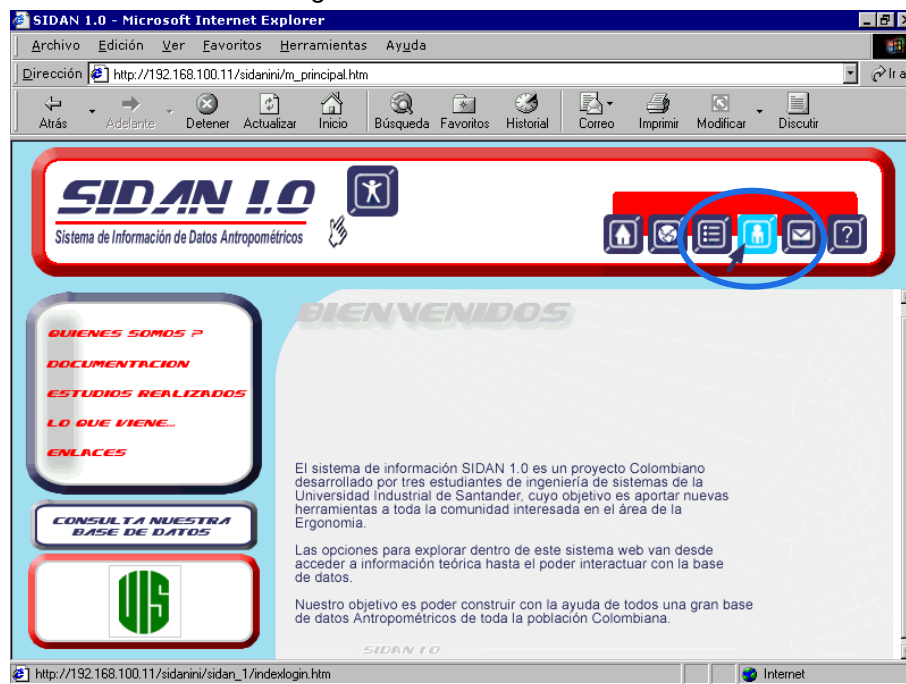 SIDAN 1.0 - Microsoft Internet Explorer
Archivo Edición Ver Favoritos Herramientas Ayuda
Dirección http://192.168.100.11/sidanini/m_principal.htm Ir a
Atrás Adelante Detener Actualizar Inicio Búsqueda Favoritos Historial Correo Imprimir Modificar Discutir
SIDAN 1.0
Sistema de Información de Datos Antropométricos
?
BIENVENIDOS
QUIENES SOMOS ?
DOCUMENTACION
ESTUDIOS REALIZADOS
LO QUE VIENE...
ENLACES
CONSULTA NUESTRA
BASE DE DATOS
UIS
El sistema de información SIDAN 1.0 es un proyecto Colombiano
desarrollado por tres estudiantes de ingeniería de sistemas de la
Universidad Industrial de Santander, cuyo objetivo es aportar nuevas
herramientas a toda la comunidad interesada en el área de la
Ergonomia.
Las opciones para explorar dentro de este sistema web van desde
acceder a información teórica hasta el poder interactuar con la base
de datos.
Nuestro objetivo es poder construir con la ayuda de todos una gran base
de datos Antropométricos de toda la población Colombiana.
SIDAN 1.0
http://192.168.100.11/sidanini/sidan_1/indexlogin.htm Internet